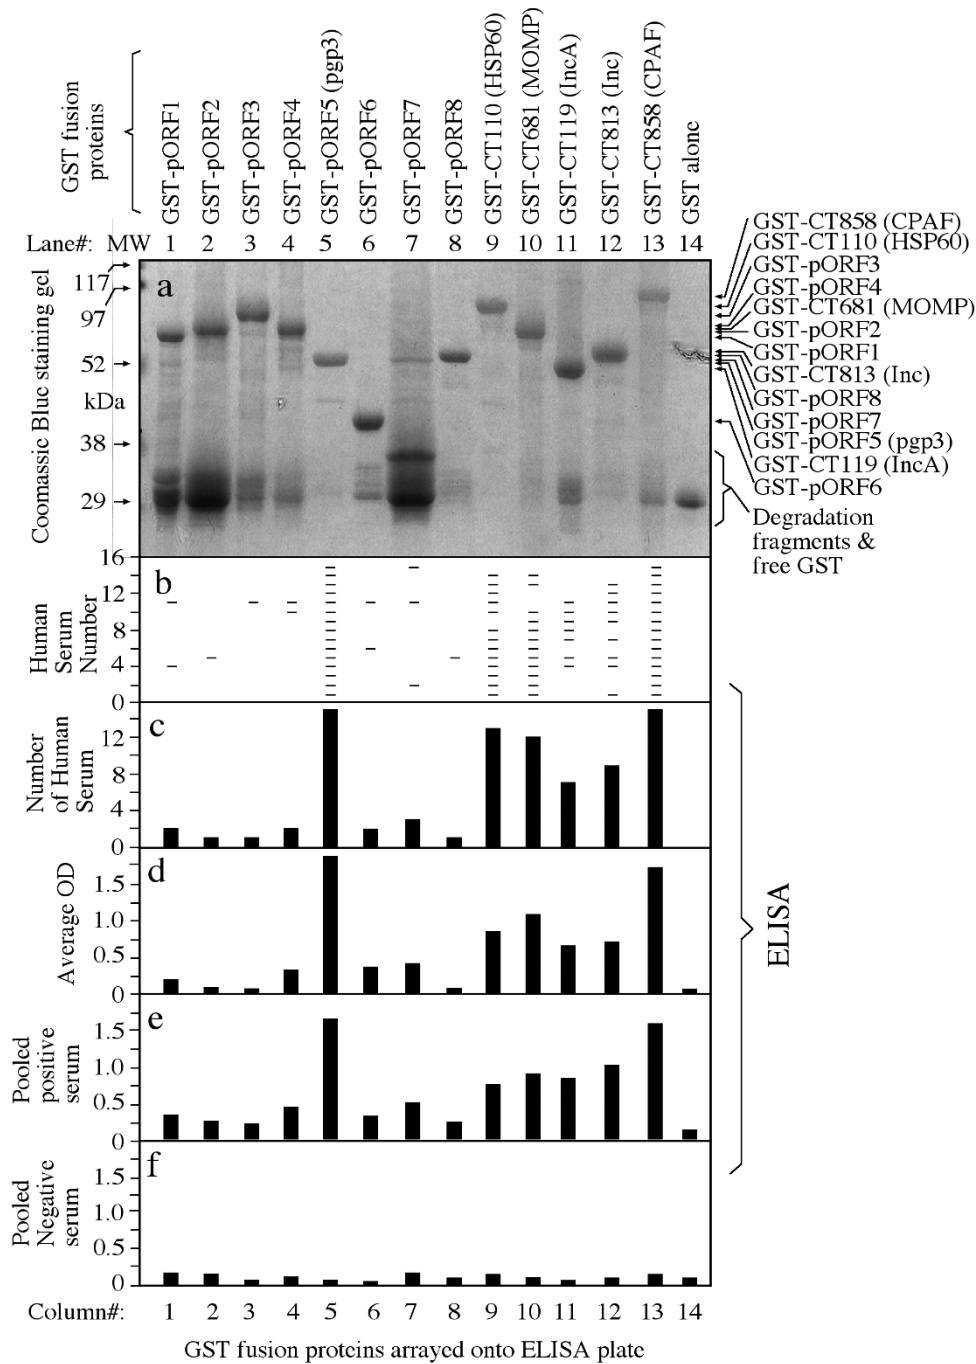 GST fusion
proteins
GST-pORF1
GST-pORF2
GST-pORF3
GST-pORF4
GST-pORF5 (pgp3)
GST-pORF6
GST-pORF7
GST-pORF8
GST-CT110 (HSP60)
GST-CT681 (MOMP)
GST-CT119 (IncA)
GST-CT813 (Inc)
GST-CT858 (CPAF)
GST alone
Lane#: MW 1 2 3 4 5 6 7 8 9 10 11 12 13 14
Coomassic Blue staining gel
a
117
97
52
kDa
38
29
GST-CT858 (CPAF)
GST-CT110 (HSP60)
GST-pORF3
GST-pORF4
GST-CT681 (MOMP)
GST-pORF2
GST-pORF1
GST-CT813 (Inc)
GST-pORF8
GST-pORF7
GST-pORF5 (pgp3)
GST-CT119 (IncA)
GST-pORF6
Degradation
fragments &
free GST
Human
Serum
Number
b
16
12
8
4
0
Number
of Human
Serum
c
12
8
4
0
Average OD
d
1.5
1.0
0.5
0
Pooled
positive
serum
e
1.5
1.0
0.5
0
Pooled
Negative
serum
f
1.5
1.0
0.5
0
ELISA
Column#: 1 2 3 4 5 6 7 8 9 10 11 12 13 14
GST fusion proteins arrayed onto ELISA plate